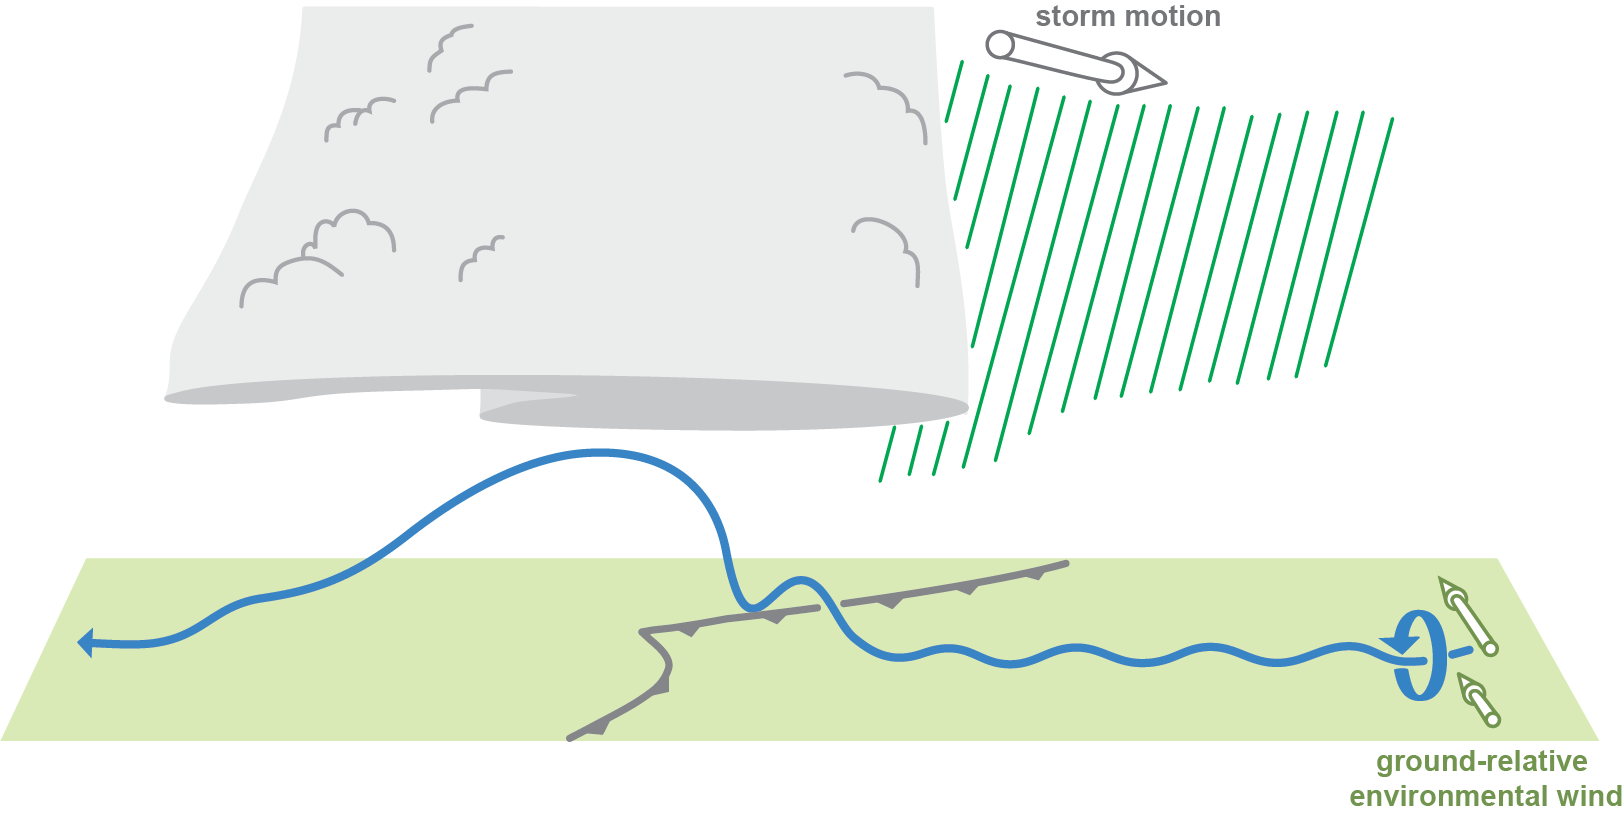 storm motion
ground-relative
environmental wind